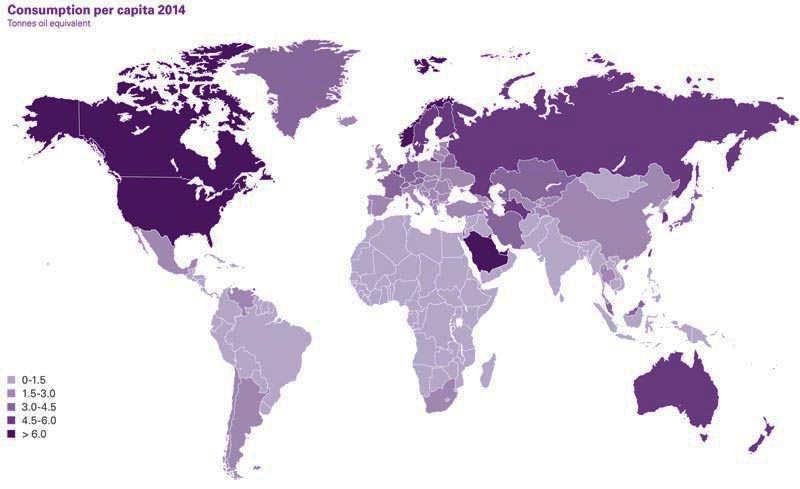 Consumption per capita 2014
Tonnes oil equivalent
0-1.5
1.5-3.0
3.0-4.5
4.5-6.0
> 6.0